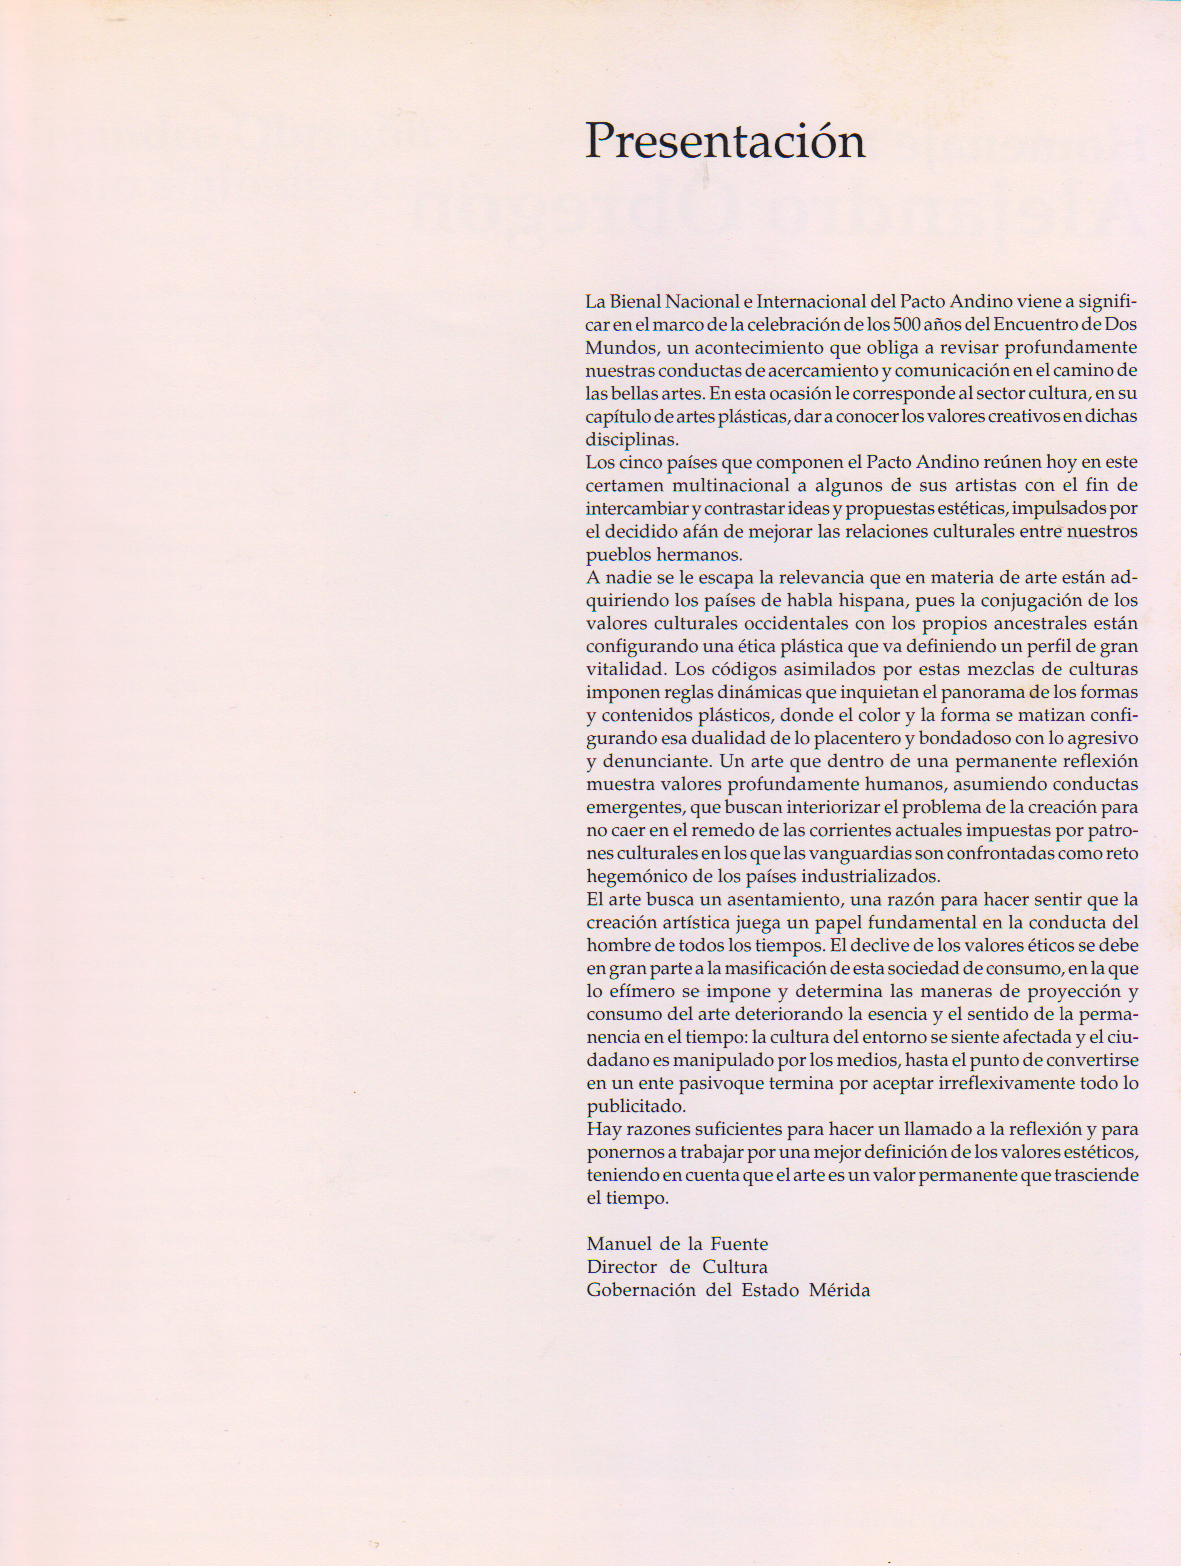 Presentación
La Bienal Nacional e Internacional del Pacto Andino viene a signifi-
car en el marco de la celebración de los 500 años del Encuentro de Dos
Mundos, un acontecimiento que obliga a revisar profundamente
nuestras conductas de acercamiento y comunicación en el camino de
las bellas artes. En esta ocasión le corresponde al sector cultura, en su
capítulo de artes plásticas, dar a conocer los valores creativos en dichas
disciplinas.
Los cinco países que componen el Pacto Andino reúnen hoy en este
certamen multinacional a algunos de sus artistas con el fin de
intercambiar y contrastar ideas y propuestas estéticas, impulsados por
el decidido afán de mejorar las relaciones culturales entre nuestros
pueblos hermanos.
A nadie se le escapa la relevancia que en materia de arte están ad-
quiriendo los países de habla hispana, pues la conjugación de los
valores culturales occidentales con los propios ancestrales están
configurando una ética plástica que va definiendo un perfil de gran
vitalidad. Los códigos asimilados por estas mezclas de culturas
imponen reglas dinámicas que inquietan el panorama de los formas
y contenidos plásticos, donde el color y la forma se matizan confi-
gurando esa dualidad de lo placentero y bondadoso con lo agresivo
y denunciante. Un arte que dentro de una permanente reflexión
muestra valores profundamente humanos, asumiendo conductas
emergentes, que buscan interiorizar el problema de la creación para
no caer en el remedo de las corrientes actuales impuestas por patro-
nes culturales en los que las vanguardias son confrontadas como reto
hegemónico de los países industrializados.
El arte busca un asentamiento, una razón para hacer sentir que la
creación artística juega un papel fundamental en la conducta del
hombre de todos los tiempos. El declive de los valores éticos se debe
en gran parte a la masificación de esta sociedad de consumo, en la que
lo efímero se impone y determina las maneras de proyección y
consumo del arte deteriorando la esencia y el sentido de la perma-
nencia en el tiempo: la cultura del entorno se siente afectada y el ciu-
dadano es manipulado por los medios, hasta el punto de convertirse
en un ente pasivoque termina por aceptar irreflexivamente todo lo
publicitado.
Hay razones suficientes para hacer un llamado a la reflexión y para
ponernos a trabajar por una mejor definición de los valores estéticos,
teniendo en cuenta que el arte es un valor permanente que trasciende
el tiempo.
Manuel de la Fuente
Director de Cultura
Gobernación del Estado Mérida